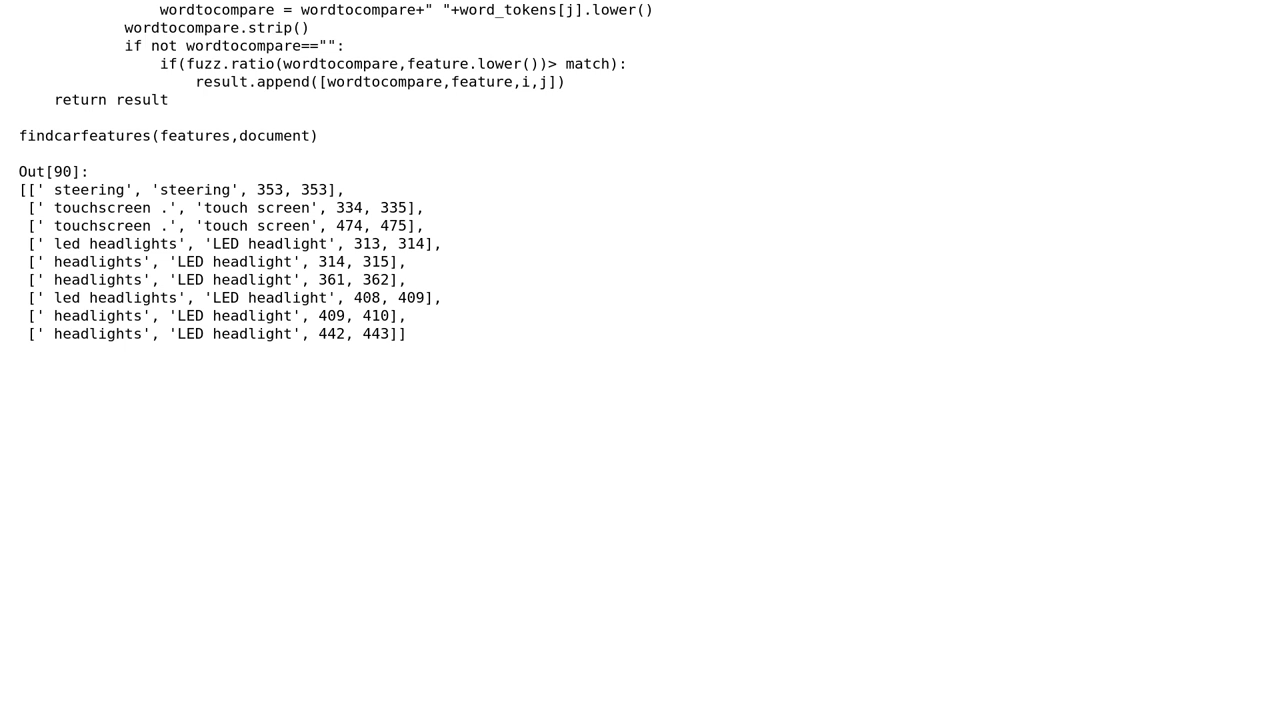 wordtocompare = wordtocompare+" "+word_tokens[j].lower()
wordtocompare.strip()
if not wordtocompare=="":
if(fuzz.ratio(wordtocompare,feature.lower())> match):
result.append([wordtocompare,feature,i,j])
return result
findcarfeatures(features,document)
Out[90]:
[[' steering', 'steering', 353, 353],
[' touchscreen .', 'touch screen', 334, 335],
[' touchscreen .', 'touch screen', 474, 475],
[' led headlights', 'LED headlight', 313, 314],
[' headlights', 'LED headlight', 314, 315],
[' headlights', 'LED headlight', 361, 362],
[' led headlights', 'LED headlight', 408, 409],
[' headlights', 'LED headlight', 409, 410],
[' headlights', 'LED headlight', 442, 443]]